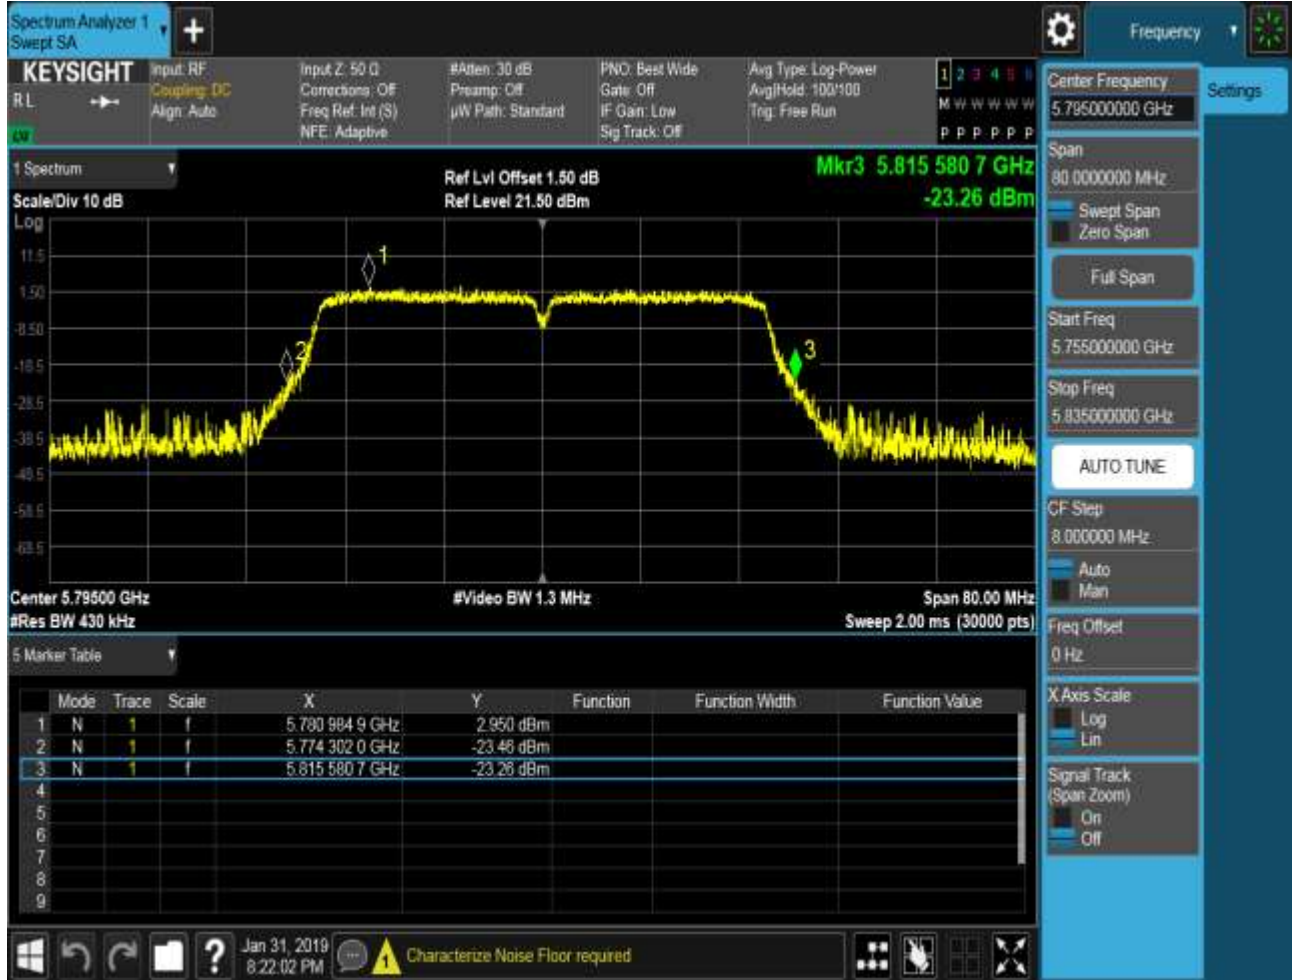 Spectrum Analyzer 1
Swept SA
+
Frequency
KEYSIGHT
RL
Input: RF
Coupling: DC
Align: Auto
Input Z: 50 Ω
Corrections: Off
Freq Ref: Int (S)
NFE: Adaptive
#Atten: 30 dB
Preamp: Off
µW Path: Standard
PNO: Best Wide
Gate: Off
IF Gain: Low
Sig Track: Off
Avg Type: Log-Power
Avg|Hold: 100/100
Trig: Free Run
1 2 3 4 5 6
M W W W W W
P P P P P P
1 Spectrum
Scale/Div 10 dB
Ref Lvl Offset 1.50 dB
Ref Level 21.50 dBm
Mkr3 5.815 580 7 GHz
-23.26 dBm
Log
11.5
1.50
-8.50
-18.5
-28.5
-38.5
-48.5
-58.5
-68.5
1
2
3
Center 5.79500 GHz
#Video BW 1.3 MHz
Span 80.00 MHz
#Res BW 430 kHz
Sweep 2.00 ms (30000 pts)
5 Marker Table
Mode Trace Scale X Y Function Function Width Function Value
1 N 1 f 5.780 984 9 GHz 2.950 dBm
2 N 1 f 5.774 302 0 GHz -23.46 dBm
3 N 1 f 5.815 580 7 GHz -23.26 dBm
4
5
6
7
8
9
Center Frequency
5.795000000 GHz
Settings
Span
80.0000000 MHz
Swept Span
Zero Span
Full Span
Start Freq
5.755000000 GHz
Stop Freq
5.835000000 GHz
AUTO TUNE
CF Step
8.000000 MHz
Auto
Man
Freq Offset
0 Hz
X Axis Scale
Log
Lin
Signal Track
(Span Zoom)
On
Off
?
Jan 31, 2019
8:22:02 PM
1
Characterize Noise Floor required